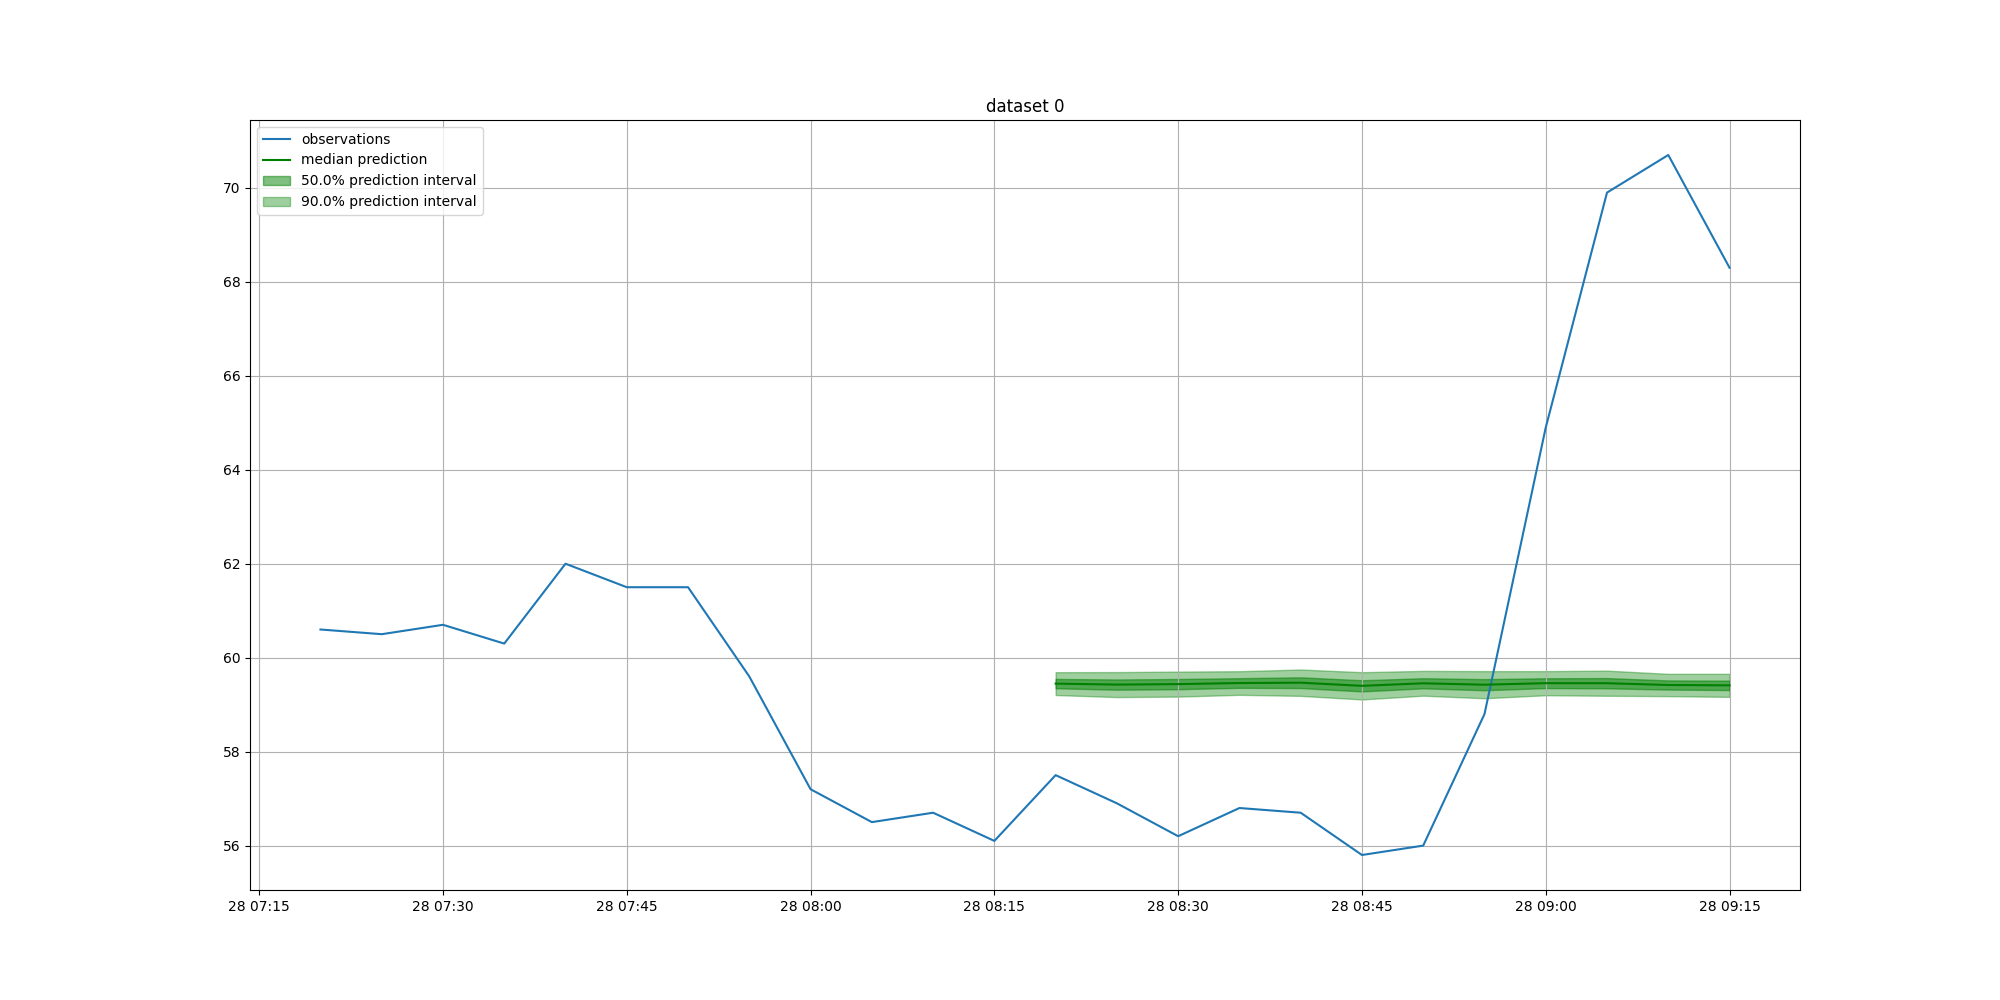 dataset 0
observations
median prediction
50.0% prediction interval
90.0% prediction interval
70
68
66
64
62
60
58
56
28 07:15 28 07:30 28 07:45 28 08:00 28 08:15 28 08:30 28 08:45 28 09:00 28 09:15